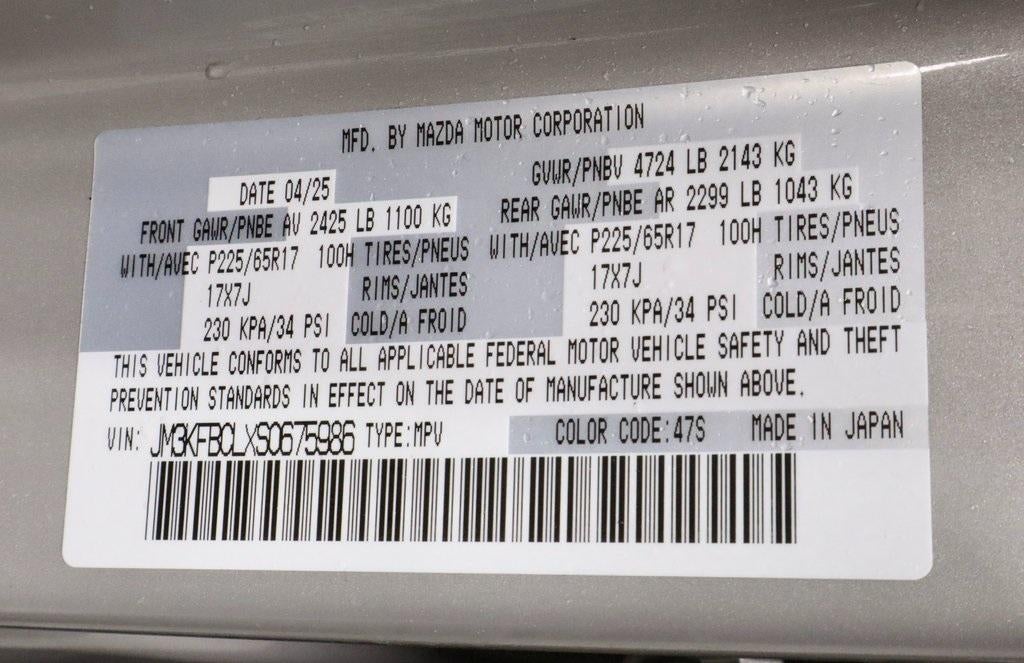 MFD. BY MAZDA MOTOR CORPORATION
DATE 04/25 GVWR/PNBV 4724 LB 2143 KG
FRONT GAWR/PNBE AV 2425 LB 1100 KG REAR GAWR/PNBE AR 2299 LB 1043 KG
WITH/AVEC P225/65R17 100H TIRES/PNEUS WITH/AVEC P225/65R17 100H TIRES/PNEUS
17X7J RIMS/JANTES 17X7J RIMS/JANTES
230 KPA/34 PSI COLD/A FROID 230 KPA/34 PSI COLD/A FROID
THIS VEHICLE CONFORMS TO ALL APPLICABLE FEDERAL MOTOR VEHICLE SAFETY AND THEFT
PREVENTION STANDARDS IN EFFECT ON THE DATE OF MANUFACTURE SHOWN ABOVE.
VIN: JM3KFBCLXS0675986 TYPE:MPV COLOR CODE:47S MADE IN JAPAN